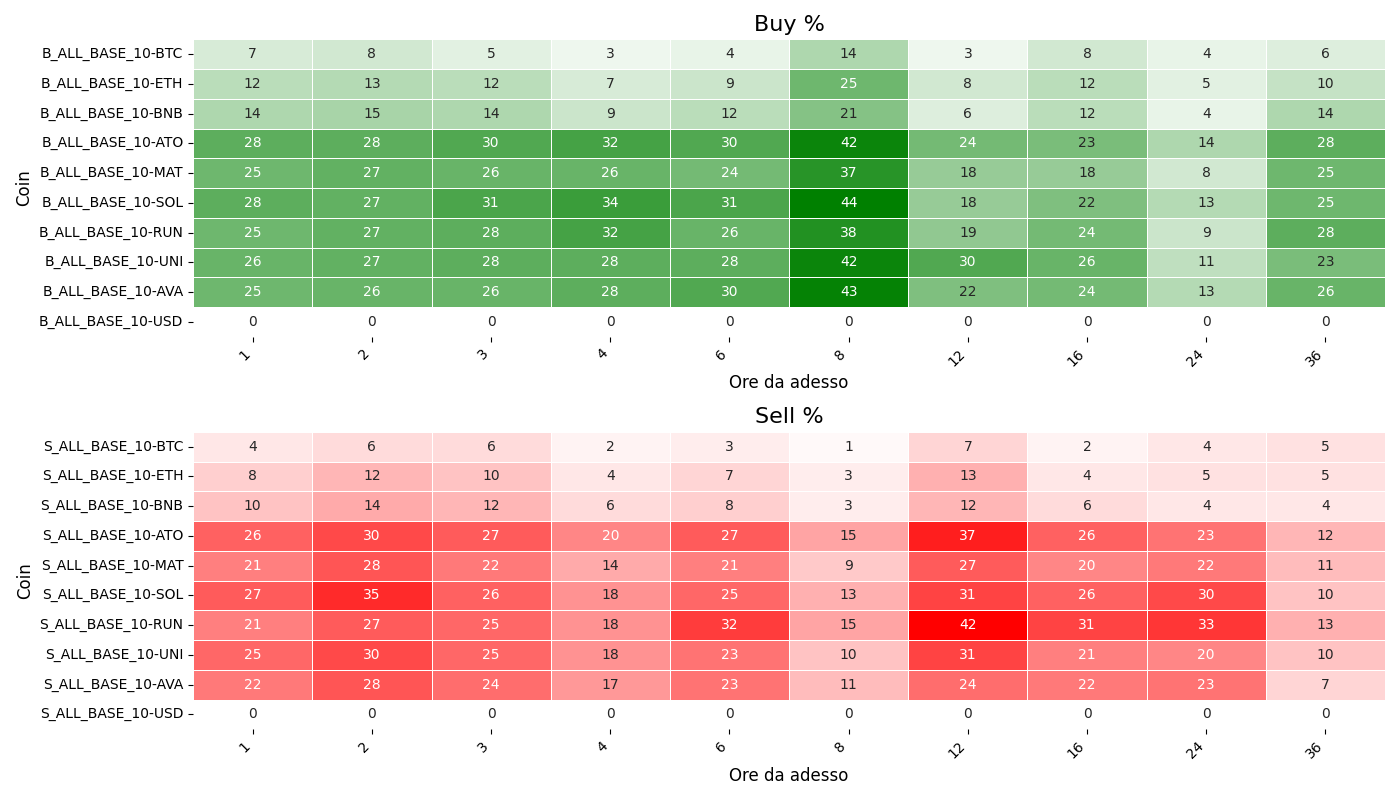 Buy %
Coin
B_ALL_BASE_10-BTC 7 8 5 3 4 14 3 8 4 6
B_ALL_BASE_10-ETH 12 13 12 7 9 25 8 12 5 10
B_ALL_BASE_10-BNB 14 15 14 9 12 21 6 12 4 14
B_ALL_BASE_10-ATO 28 28 30 32 30 42 24 23 14 28
B_ALL_BASE_10-MAT 25 27 26 26 24 37 18 18 8 25
B_ALL_BASE_10-SOL 28 27 31 34 31 44 18 22 13 25
B_ALL_BASE_10-RUN 25 27 28 32 26 38 19 24 9 28
B_ALL_BASE_10-UNI 26 27 28 28 28 42 30 26 11 23
B_ALL_BASE_10-AVA 25 26 26 28 30 43 22 24 13 26
B_ALL_BASE_10-USD 0 0 0 0 0 0 0 0 0 0
1 2 3 4 6 8 12 16 24 36
Ore da adesso
Sell %
Coin
S_ALL_BASE_10-BTC 4 6 6 2 3 1 7 2 4 5
S_ALL_BASE_10-ETH 8 12 10 4 7 3 13 4 5 5
S_ALL_BASE_10-BNB 10 14 12 6 8 3 12 6 4 4
S_ALL_BASE_10-ATO 26 30 27 20 27 15 37 26 23 12
S_ALL_BASE_10-MAT 21 28 22 14 21 9 27 20 22 11
S_ALL_BASE_10-SOL 27 35 26 18 25 13 31 26 30 10
S_ALL_BASE_10-RUN 21 27 25 18 32 15 42 31 33 13
S_ALL_BASE_10-UNI 25 30 25 18 23 10 31 21 20 10
S_ALL_BASE_10-AVA 22 28 24 17 23 11 24 22 23 7
S_ALL_BASE_10-USD 0 0 0 0 0 0 0 0 0 0
1 2 3 4 6 8 12 16 24 36
Ore da adesso